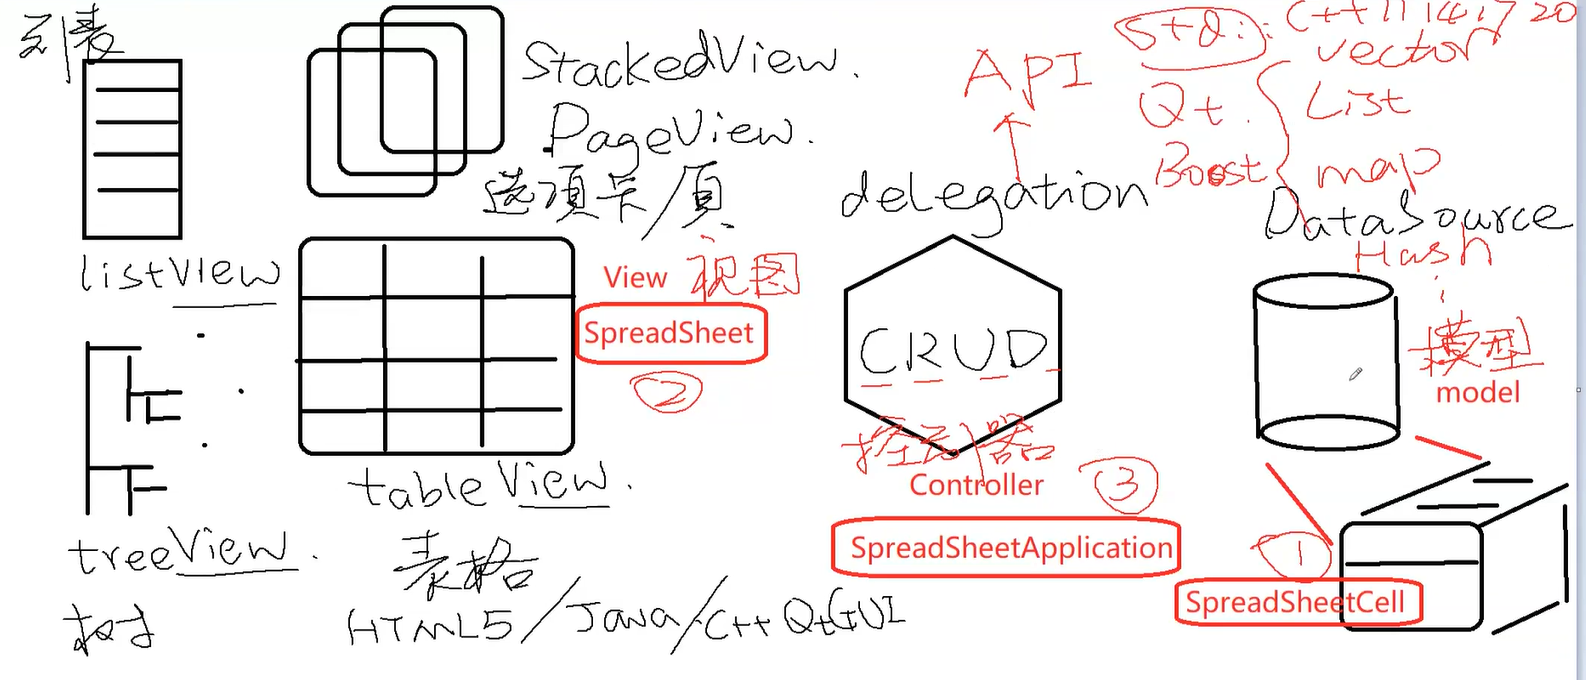 列表
listView
treeView.
树
StackedView.
PageView.
选项卡/页
View 视图
SpreadSheet
②
tableView.
表格
HTML5/Java/C++ Qt GUI
API
delegation
CRUD
控制器
Controller
③
SpreadSheetApplication
std:: C++ 11 14 17 20
vector
Qt
List
Boost
map
DataSource
Hash
模型
model
①
SpreadSheetCell